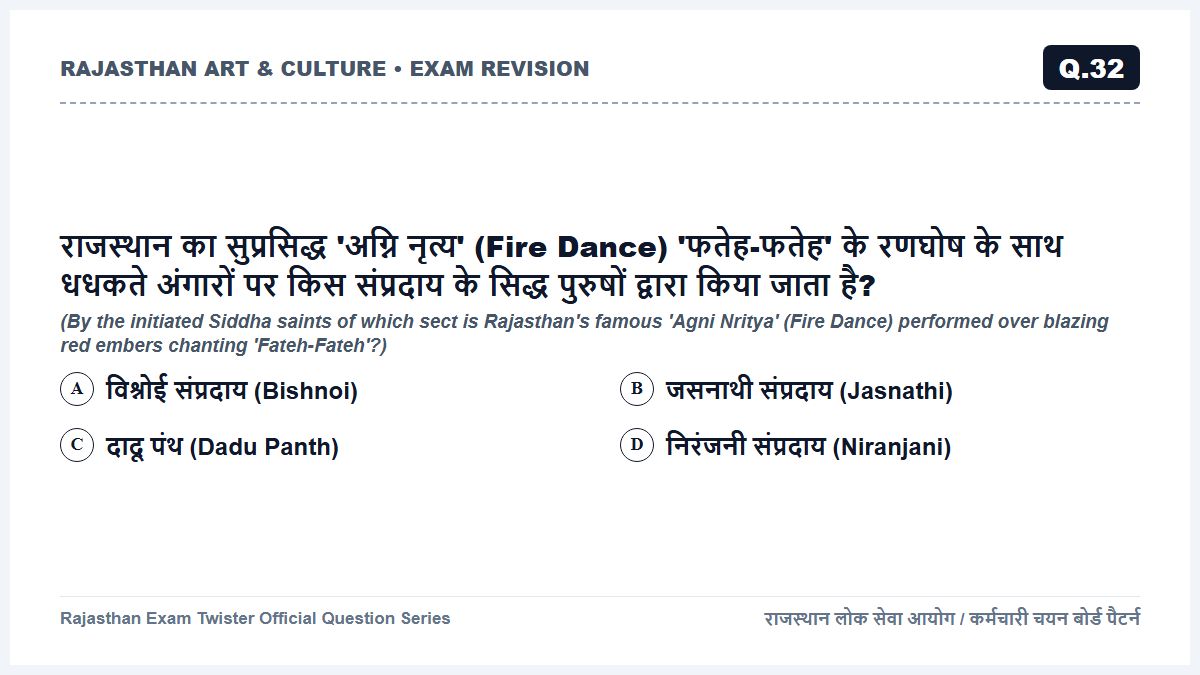 RAJASTHAN ART & CULTURE • EXAM REVISION
Q.32
राजस्थान का सुप्रसिद्ध 'अग्नि नृत्य' (Fire Dance) 'फतेह-फतेह' के रणघोष के साथ
धधकते अंगारों पर किस संप्रदाय के सिद्ध पुरुषों द्वारा किया जाता है?
(By the initiated Siddha saints of which sect is Rajasthan's famous 'Agni Nritya' (Fire Dance) performed over blazing
red embers chanting 'Fateh-Fateh'?)
A विश्नोई संप्रदाय (Bishnoi)
B जसनाथी संप्रदाय (Jasnathi)
C दादू पंथ (Dadu Panth)
D निरंजनी संप्रदाय (Niranjani)
Rajasthan Exam Twister Official Question Series
राजस्थान लोक सेवा आयोग / कर्मचारी चयन बोर्ड पैटर्न